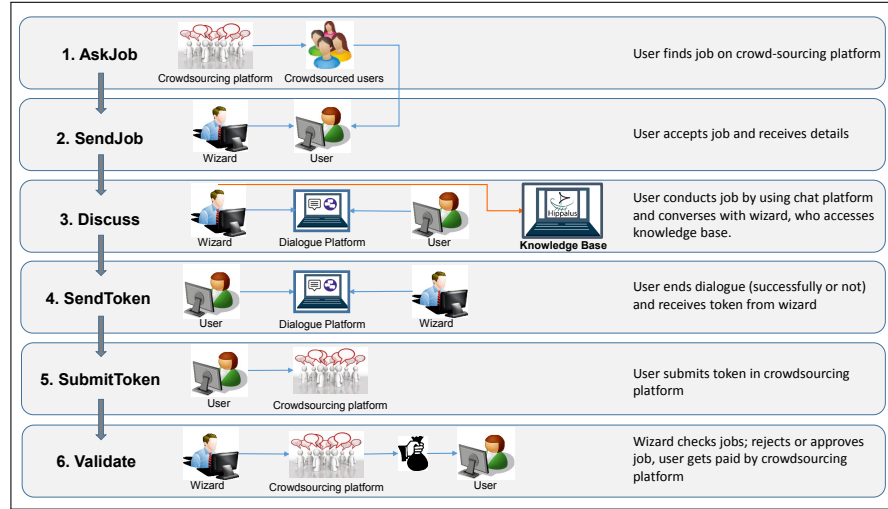 1. AskJob
Crowdsourcing platform
Crowdsourced users
User finds job on crowd-sourcing platform
2. SendJob
Wizard
User
User accepts job and receives details
3. Discuss
Wizard
Dialogue Platform
User
Hippalus
Knowledge Base
User conducts job by using chat platform
and converses with wizard, who accesses
knowledge base.
4. SendToken
User
Dialogue Platform
Wizard
User ends dialogue (successfully or not)
and receives token from wizard
5. SubmitToken
User
Crowdsourcing platform
User submits token in crowdsourcing
platform
6. Validate
Wizard
Crowdsourcing platform
User
Wizard checks jobs; rejects or approves
job, user gets paid by crowdsourcing
platform